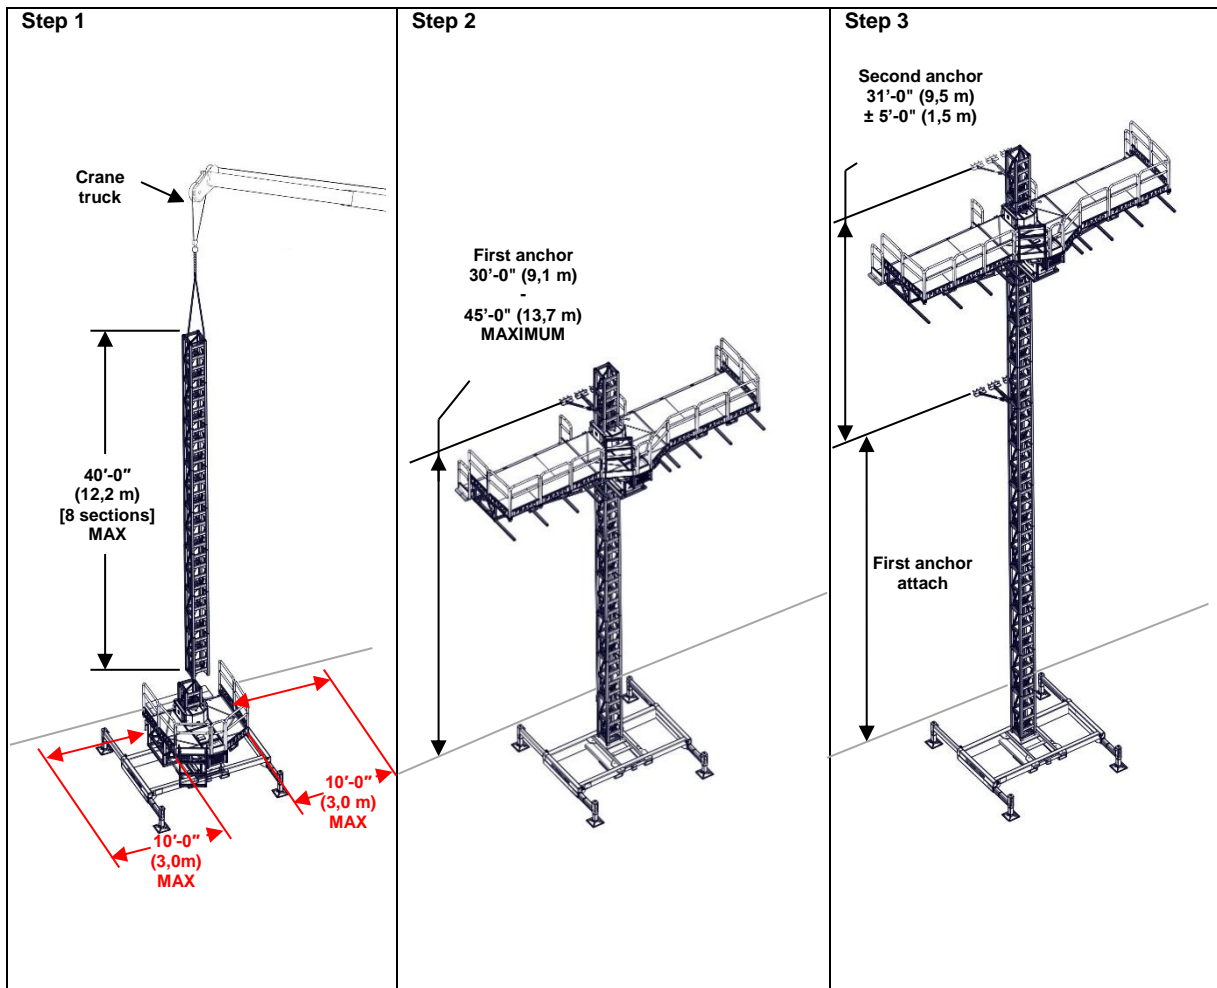 Step 1
Crane
truck
40′-0″
(12,2 m)
[8 sections]
MAX
10′-0″
(3,0 m)
MAX
10′-0″
(3,0m)
MAX
Step 2
First anchor
30’-0" (9,1 m)
-
45’-0" (13,7 m)
MAXIMUM
Step 3
Second anchor
31’-0" (9,5 m)
± 5’-0" (1,5 m)
First anchor
attach